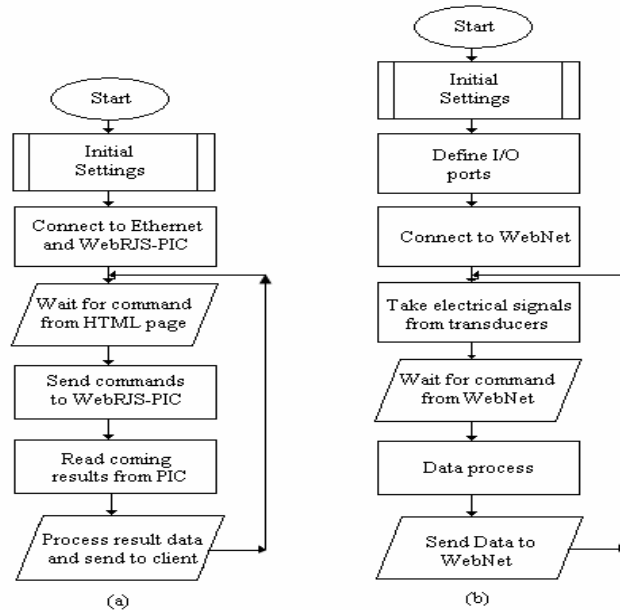 Start
Initial
Settings
Connect to Ethernet
and WebRJS-PIC
Wait for command
from HTML page
Send commands
to WebRJS-PIC
Read coming
results from PIC
Process result data
and send to client
(a)
Start
Initial
Settings
Define I/O
ports
Connect to WebNet
Take electrical signals
from transducers
Wait for command
from WebNet
Data process
Send Data to
WebNet
(b)